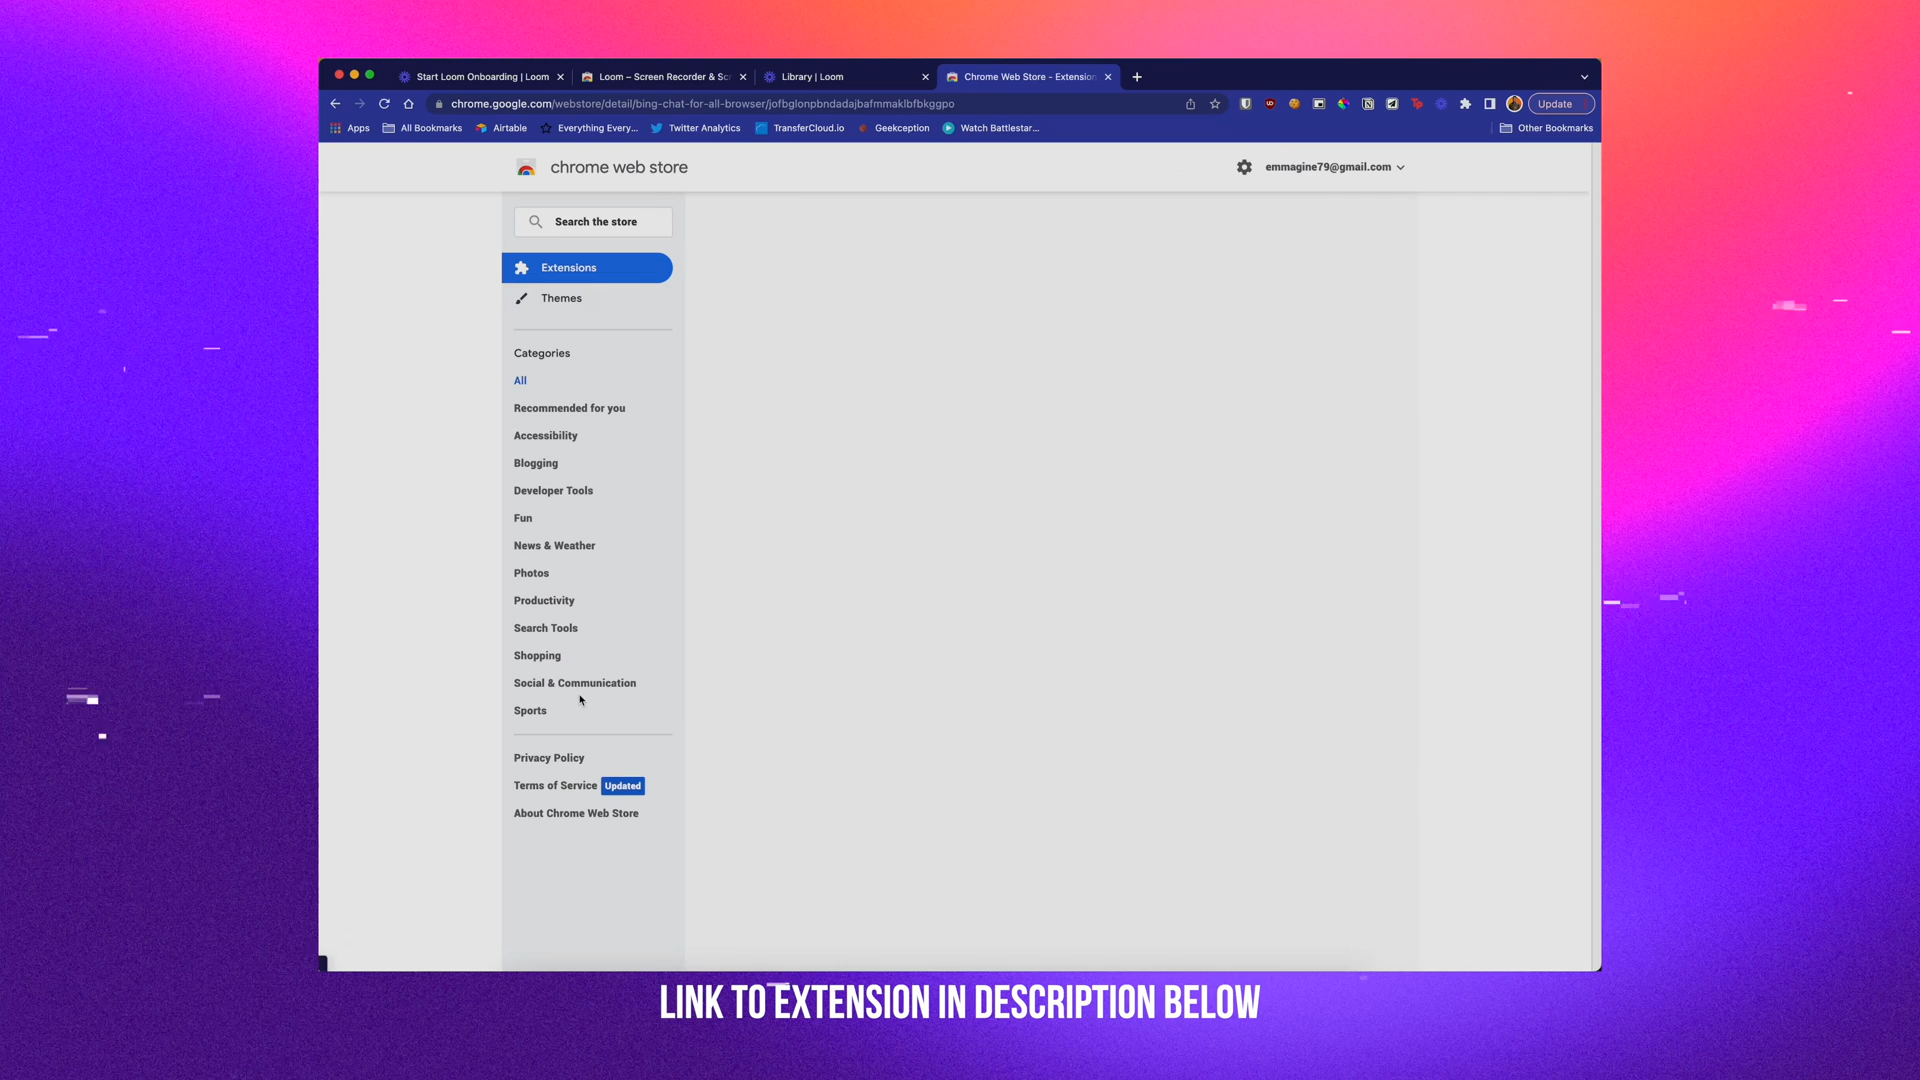 Start Loom Onboarding | Loom
Loom – Screen Recorder & Scr
Library | Loom
Chrome Web Store - Extension
chrome.google.com/webstore/detail/bing-chat-for-all-browser/jofbglonpbndadajbafmmaklbfbkggpo
Update
Apps
All Bookmarks
Airtable
Everything Every...
Twitter Analytics
TransferCloud.io
Geekception
Watch Battlestar...
Other Bookmarks
chrome web store
emmagine79@gmail.com
Search the store
Extensions
Themes
Categories
All
Recommended for you
Accessibility
Blogging
Developer Tools
Fun
News & Weather
Photos
Productivity
Search Tools
Shopping
Social & Communication
Sports
Privacy Policy
Terms of Service Updated
About Chrome Web Store
LINK TO EXTENSION IN DESCRIPTION BELOW